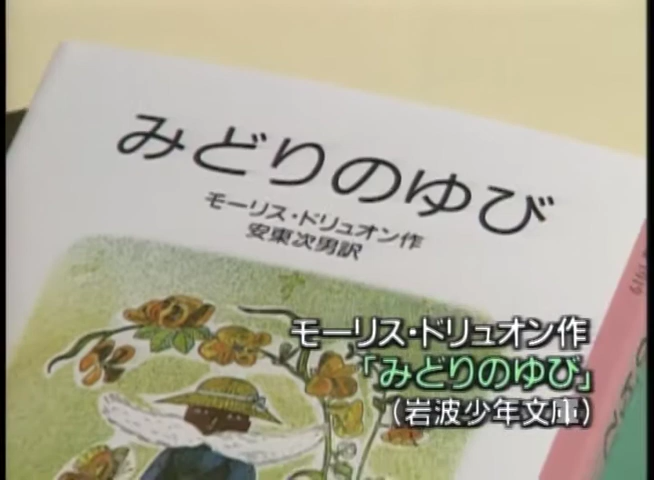 みどりのゆび
モーリス・ドリュオン作
安東次男訳
モーリス・ドリュオン作
「みどりのゆび」
（岩波少年文庫）